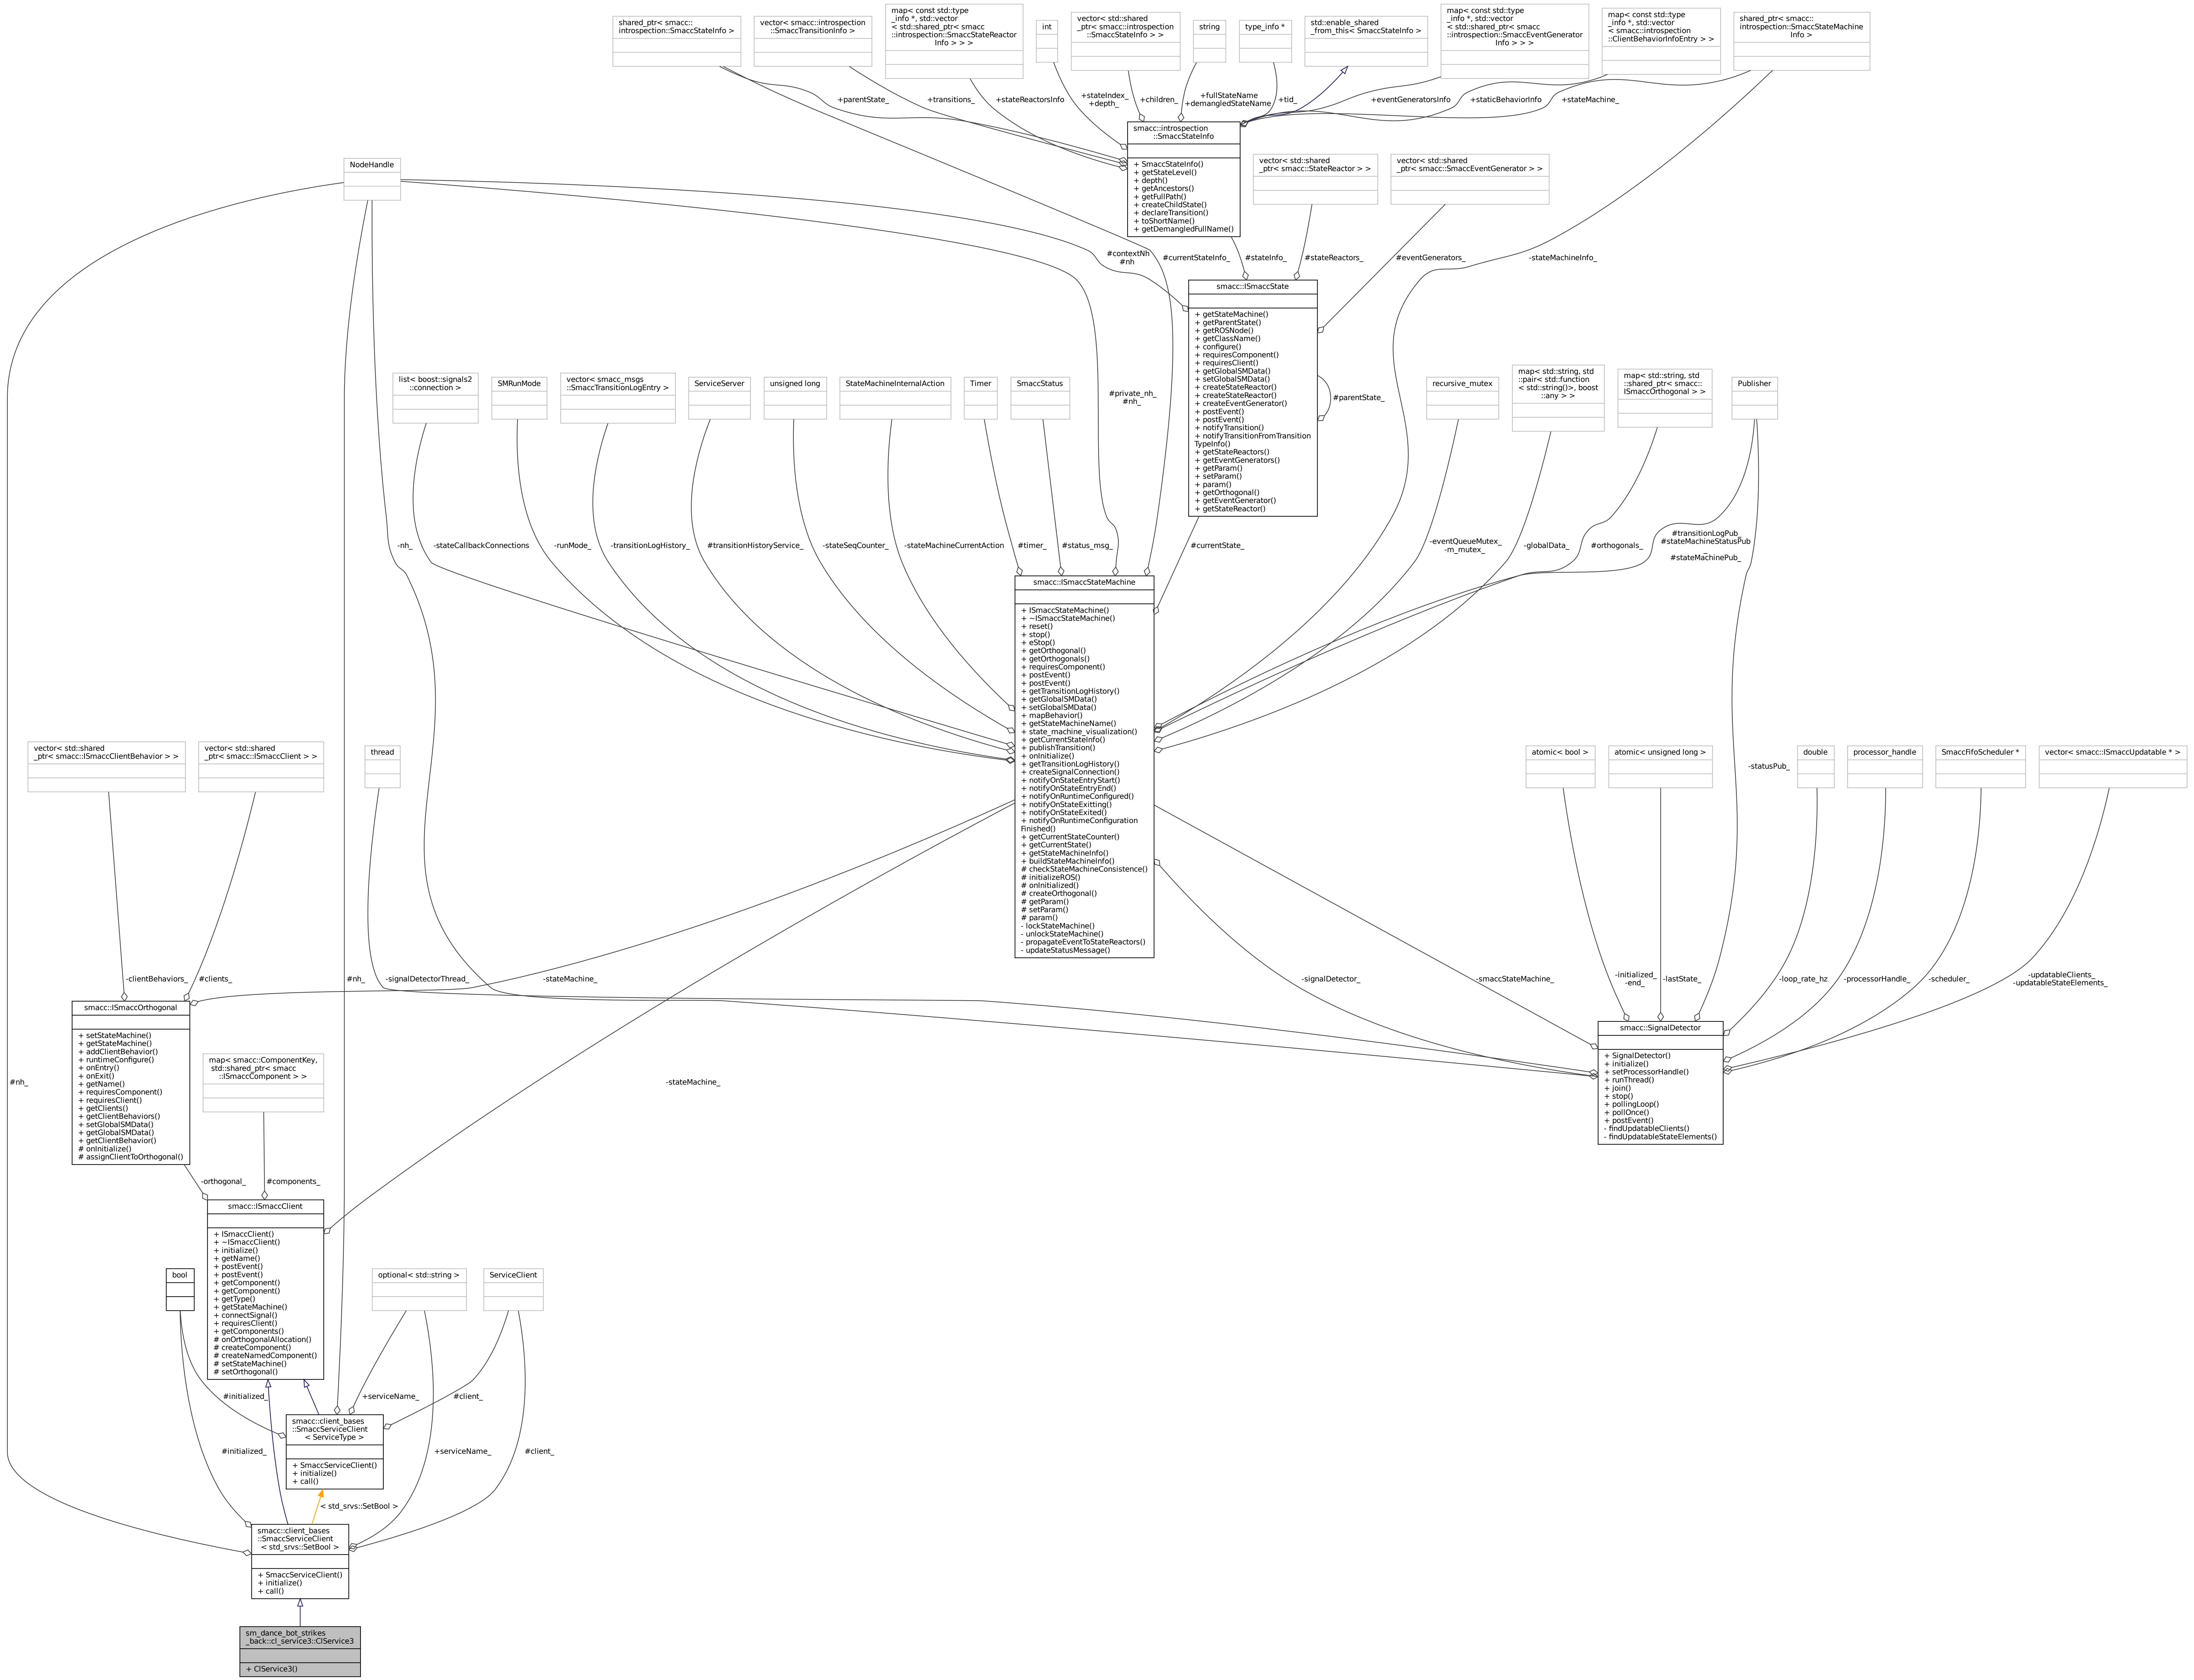 shared_ptr< smacc::
introspection::SmaccStateInfo >
vector< smacc::introspection
::SmaccTransitionInfo >
map< const std::type
_info *, std::vector
< std::shared_ptr< smacc
::introspection::SmaccStateReactor
Info > > >
int
vector< std::shared
_ptr< smacc::introspection
::SmaccStateInfo > >
string
type_info *
std::enable_shared
_from_this< SmaccStateInfo >
map< const std::type
_info *, std::vector
< std::shared_ptr< smacc
::introspection::SmaccEventGenerator
Info > > >
map< const std::type
_info *, std::vector
< smacc::introspection
::ClientBehaviorInfoEntry > >
shared_ptr< smacc::
introspection::SmaccStateMachine
Info >
+parentState_
+transitions_
+stateReactorsInfo
+stateIndex_
+depth_
+children_
+fullStateName
+demangledStateName
+tid_
+eventGeneratorsInfo
+staticBehaviorInfo
+stateMachine_
smacc::introspection
::SmaccStateInfo
+ SmaccStateInfo()
+ getStateLevel()
+ depth()
+ getAncestors()
+ getFullPath()
+ createChildState()
+ declareTransition()
+ toShortName()
+ getDemangledFullName()
NodeHandle
vector< std::shared
_ptr< smacc::StateReactor > >
vector< std::shared
_ptr< smacc::SmaccEventGenerator > >
#contextNh
#nh
#currentStateInfo_
#stateInfo_
#stateReactors_
#eventGenerators_
-stateMachineInfo_
smacc::ISmaccState
+ getStateMachine()
+ getParentState()
+ getROSNode()
+ getClassName()
+ configure()
+ requiresComponent()
+ requiresClient()
+ getGlobalSMData()
+ setGlobalSMData()
+ createStateReactor()
+ createStateReactor()
+ createEventGenerator()
+ postEvent()
+ postEvent()
+ notifyTransition()
+ notifyTransitionFromTransition
TypeInfo()
+ getStateReactors()
+ getEventGenerators()
+ getParam()
+ setParam()
+ param()
+ getOrthogonal()
+ getEventGenerator()
+ getStateReactor()
#parentState_
list< boost::signals2
::connection >
SMRunMode
vector< smacc_msgs
::SmaccTransitionLogEntry >
ServiceServer
unsigned long
StateMachineInternalAction
Timer
SmaccStatus
#private_nh_
#nh_
recursive_mutex
map< std::string, std
::pair< std::function
< std::string()>, boost
::any > >
map< std::string, std
::shared_ptr< smacc::
ISmaccOrthogonal > >
Publisher
-nh_
-stateCallbackConnections
-runMode_
-transitionLogHistory_
#transitionHistoryService_
-stateSeqCounter_
-stateMachineCurrentAction
#timer_
#status_msg_
#currentState_
-eventQueueMutex_
-m_mutex_
-globalData_
#orthogonals_
#transitionLogPub_
#stateMachineStatusPub
_
#stateMachinePub_
smacc::ISmaccStateMachine
+ ISmaccStateMachine()
+ ~ISmaccStateMachine()
+ reset()
+ stop()
+ eStop()
+ getOrthogonal()
+ getOrthogonals()
+ requiresComponent()
+ postEvent()
+ postEvent()
+ getTransitionLogHistory()
+ getGlobalSMData()
+ setGlobalSMData()
+ mapBehavior()
+ getStateMachineName()
+ state_machine_visualization()
+ getCurrentStateInfo()
+ publishTransition()
+ onInitialize()
+ getTransitionLogHistory()
+ createSignalConnection()
+ notifyOnStateEntryStart()
+ notifyOnStateEntryEnd()
+ notifyOnRuntimeConfigured()
+ notifyOnStateExitting()
+ notifyOnStateExited()
+ notifyOnRuntimeConfiguration
Finished()
+ getCurrentStateCounter()
+ getCurrentState()
+ getStateMachineInfo()
+ buildStateMachineInfo()
# checkStateMachineConsistence()
# initializeROS()
# onInitialized()
# createOrthogonal()
# getParam()
# setParam()
# param()
- lockStateMachine()
- unlockStateMachine()
- propagateEventToStateReactors()
- updateStatusMessage()
vector< std::shared
_ptr< smacc::ISmaccClientBehavior > >
vector< std::shared
_ptr< smacc::ISmaccClient > >
thread
-statusPub_
atomic< bool >
atomic< unsigned long >
double
processor_handle
SmaccFifoScheduler *
vector< smacc::ISmaccUpdatable * >
-clientBehaviors_
#clients_
#nh_
-signalDetectorThread_
-stateMachine_
-signalDetector_
-smaccStateMachine_
-initialized_
-end_
-lastState_
-loop_rate_hz
-processorHandle_
-scheduler_
-updatableClients_
-updatableStateElements_
smacc::ISmaccOrthogonal
+ setStateMachine()
+ getStateMachine()
+ addClientBehavior()
+ runtimeConfigure()
+ onEntry()
+ onExit()
+ getName()
+ requiresComponent()
+ requiresClient()
+ getClients()
+ getClientBehaviors()
+ setGlobalSMData()
+ getGlobalSMData()
+ getClientBehavior()
# onInitialize()
# assignClientToOrthogonal()
smacc::SignalDetector
+ SignalDetector()
+ initialize()
+ setProcessorHandle()
+ runThread()
+ join()
+ stop()
+ pollingLoop()
+ pollOnce()
+ postEvent()
- findUpdatableClients()
- findUpdatableStateElements()
#nh_
map< smacc::ComponentKey,
std::shared_ptr< smacc
::ISmaccComponent > >
-stateMachine_
-orthogonal_
#components_
smacc::ISmaccClient
+ ISmaccClient()
+ ~ISmaccClient()
+ initialize()
+ getName()
+ postEvent()
+ postEvent()
+ getComponent()
+ getComponent()
+ getType()
+ getStateMachine()
+ connectSignal()
+ requiresClient()
+ getComponents()
# onOrthogonalAllocation()
# createComponent()
# createNamedComponent()
# setStateMachine()
# setOrthogonal()
bool
optional< std::string >
ServiceClient
#initialized_
+serviceName_
#client_
smacc::client_bases
::SmaccServiceClient
< ServiceType >
+ SmaccServiceClient()
+ initialize()
+ call()
#initialized_
+serviceName_
#client_
< std_srvs::SetBool >
smacc::client_bases
::SmaccServiceClient
< std_srvs::SetBool >
+ SmaccServiceClient()
+ initialize()
+ call()
sm_dance_bot_strikes
_back::cl_service3::ClService3
+ ClService3()